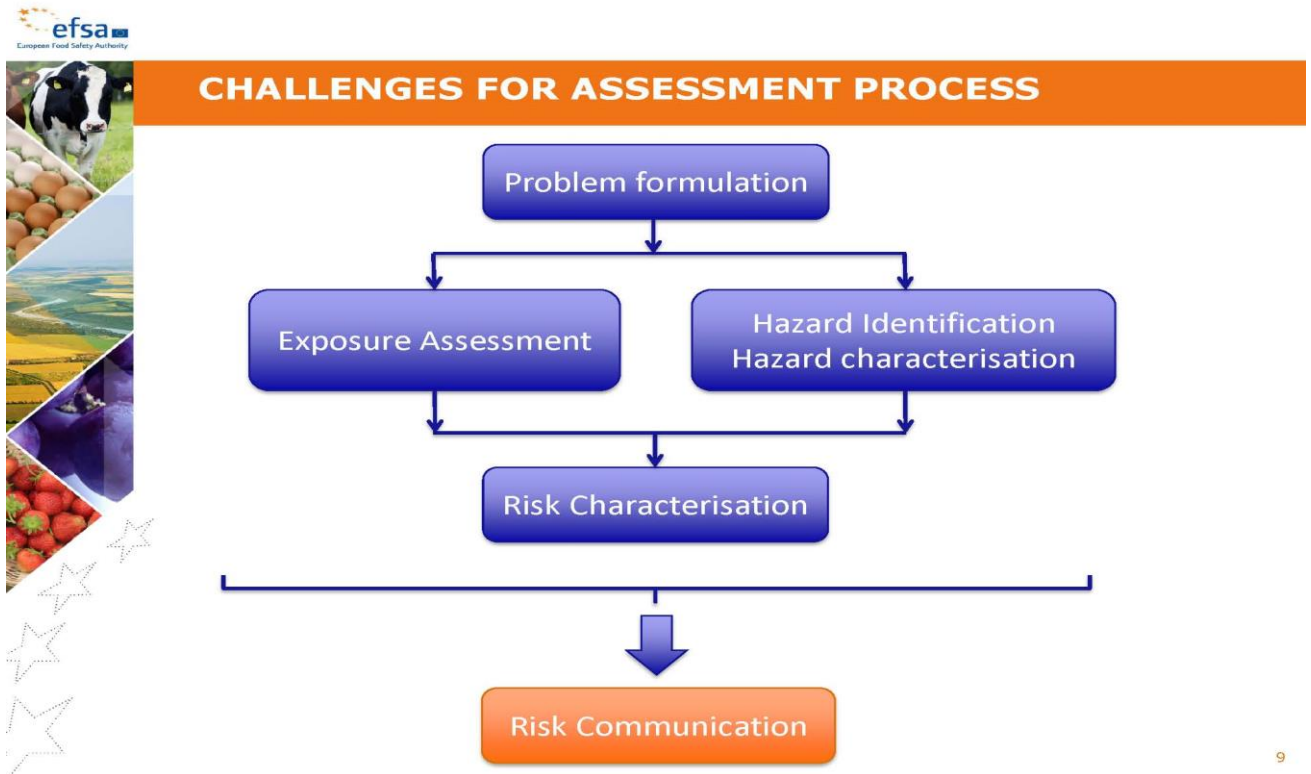 efsa
European Food Safety Authority
CHALLENGES FOR ASSESSMENT PROCESS
Problem formulation
Exposure Assessment
Hazard Identification
Hazard characterisation
Risk Characterisation
Risk Communication
9